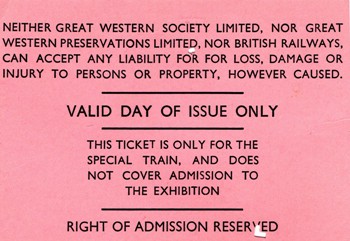 NEITHER GREAT WESTERN SOCIETY LIMITED, NOR GREAT
WESTERN PRESERVATIONS LIMITED, NOR BRITISH RAILWAYS,
CAN ACCEPT ANY LIABILITY FOR FOR LOSS, DAMAGE OR
INJURY TO PERSONS OR PROPERTY, HOWEVER CAUSED.
VALID DAY OF ISSUE ONLY
THIS TICKET IS ONLY FOR THE
SPECIAL TRAIN, AND DOES
NOT COVER ADMISSION TO
THE EXHIBITION
RIGHT OF ADMISSION RESERVED